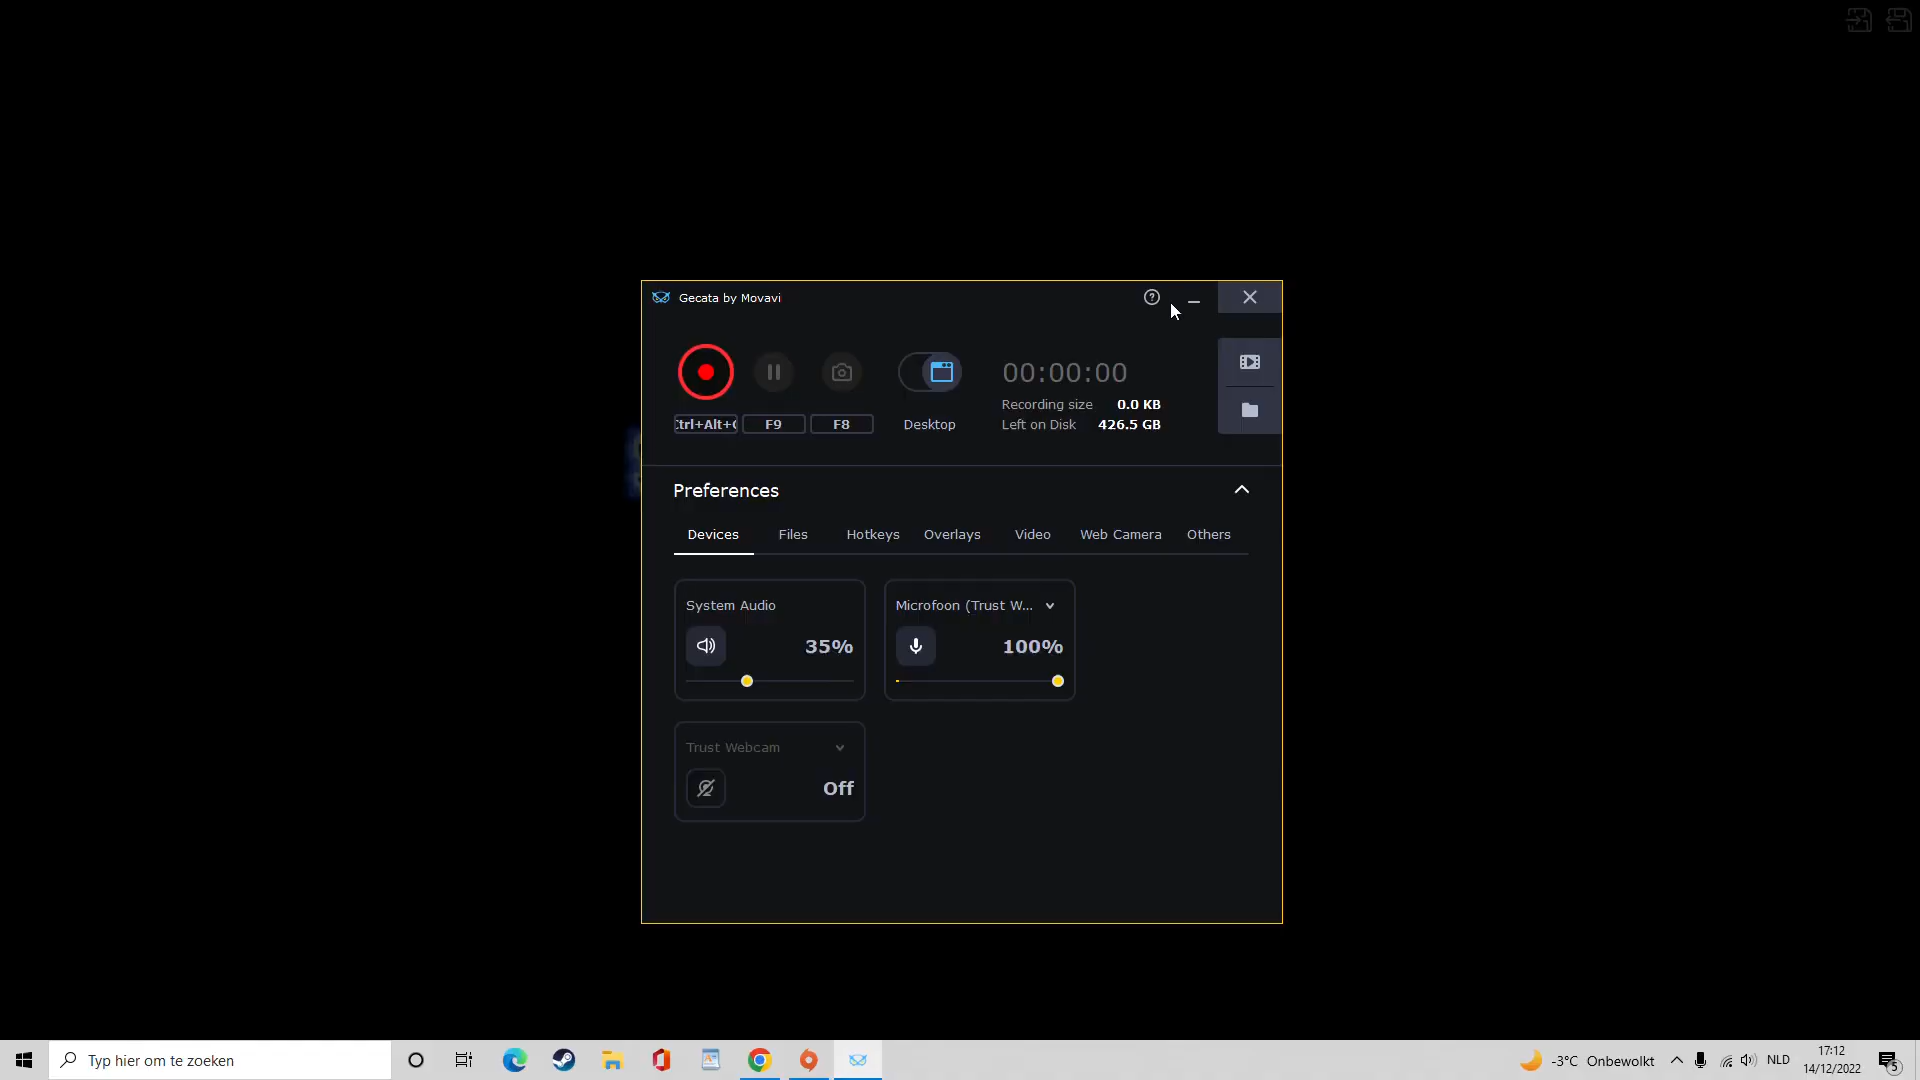 Gecata by Movavi
00:00:00
Recording size 0.0 KB
Left on Disk 426.5 GB
F9
F8
Desktop
Preferences
Devices Files Hotkeys Overlays Video Web Camera Others
System Audio
35%
Microfoon (Trust W...
100%
Trust Webcam
Off
Typ hier om te zoeken
-3°C Onbewolkt
NLD
17:12
14/12/2022
5